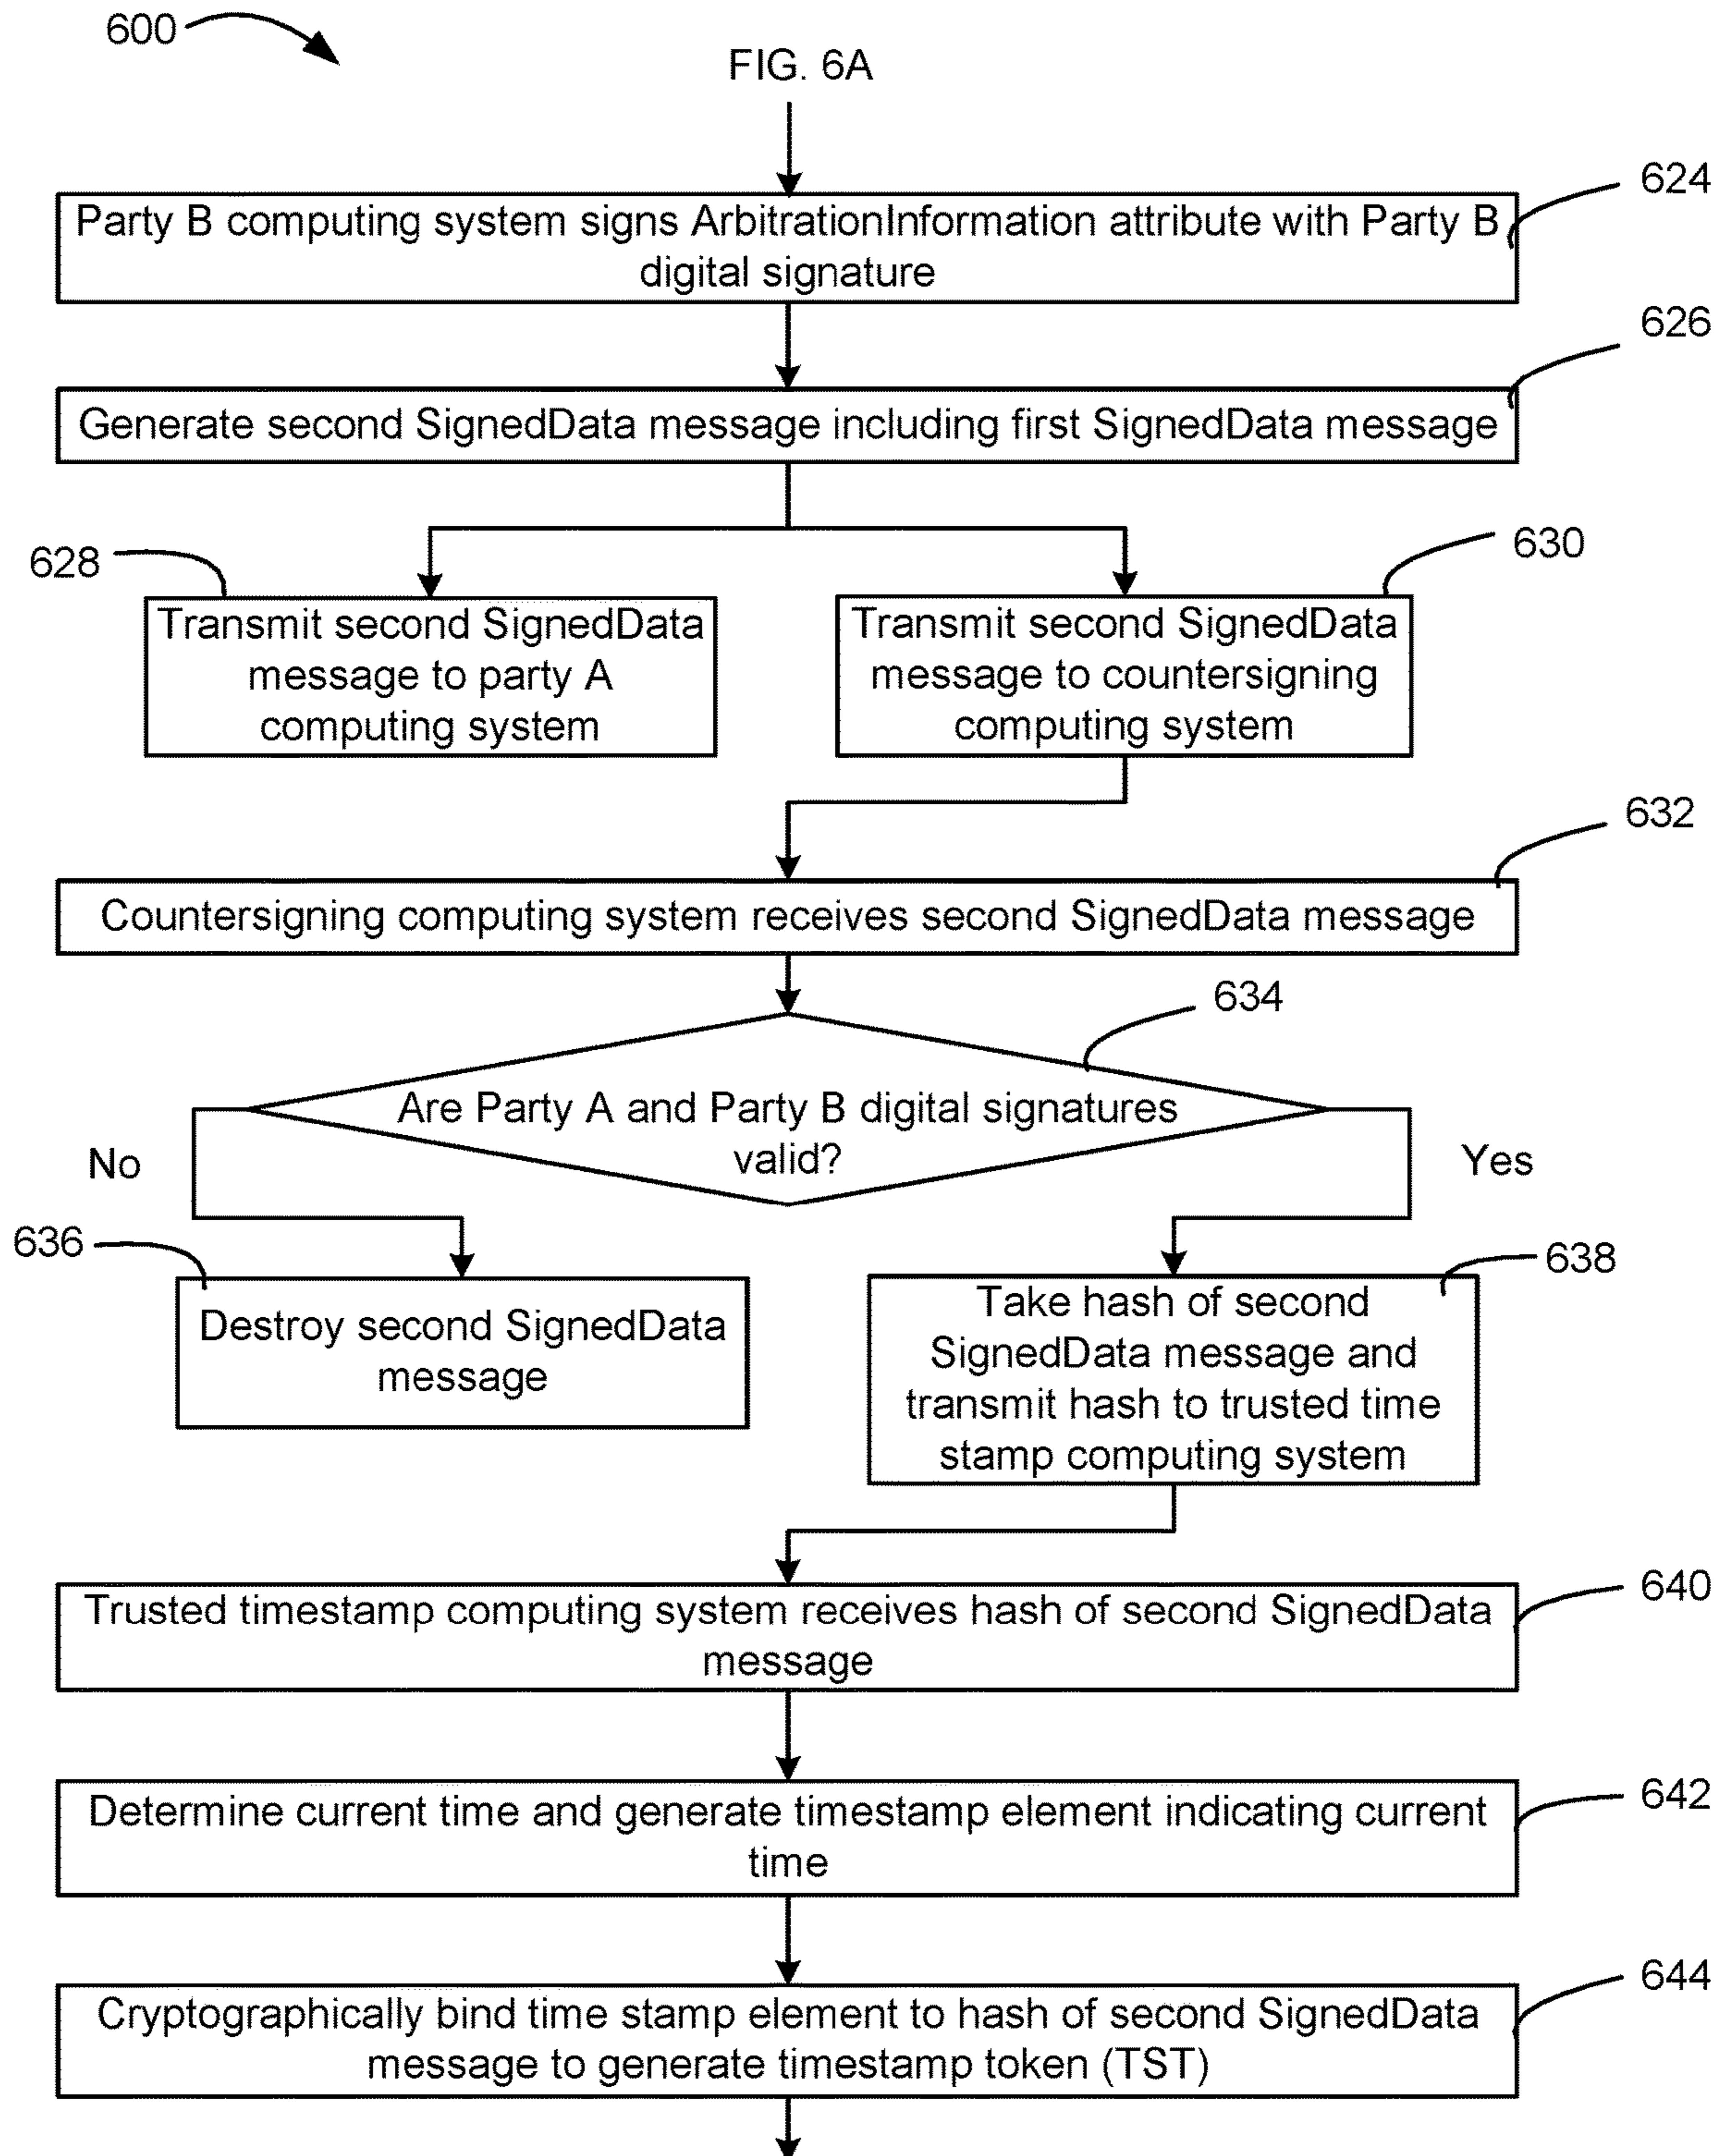 600
FIG. 6A
624
Party B computing system signs ArbitrationInformation attribute with Party B
digital signature
626
Generate second SignedData message including first SignedData message
628
630
Transmit second SignedData
message to party A
computing system
Transmit second SignedData
message to countersigning
computing system
632
Countersigning computing system receives second SignedData message
634
Are Party A and Party B digital signatures
valid?
No
Yes
636
638
Destroy second SignedData
message
Take hash of second
SignedData message and
transmit hash to trusted time
stamp computing system
640
Trusted timestamp computing system receives hash of second SignedData
message
642
Determine current time and generate timestamp element indicating current
time
644
Cryptographically bind time stamp element to hash of second SignedData
message to generate timestamp token (TST)